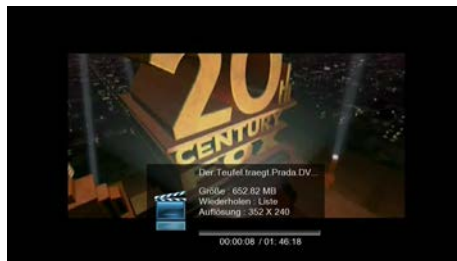 20th
CENTURY
FOX
Der.Teufel.traegt.Prada.DV...
Größe : 652.82 MB
Wiederholen : Liste
Auflösung : 352 X 240
00:00:08 / 01: 46:18